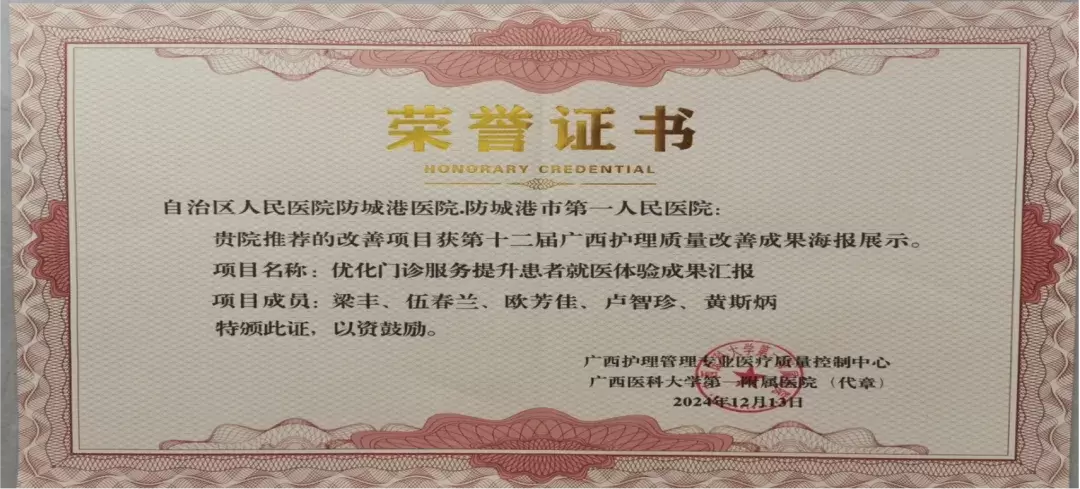 荣誉证书
HONORARY CREDENTIAL
自治区人民医院防城港医院.防城港市第一人民医院：
贵院推荐的改善项目获第十二届广西护理质量改善成果海报展示。
项目名称：优化门诊服务提升患者就医体验成果汇报
项目成员：梁丰、伍春兰、欧芳佳、卢智珍、黄斯炳
特颁此证，以资鼓励。
广西护理管理专业医疗质量控制中心
广西医科大学第一附属医院（代章）
2024年12月13日